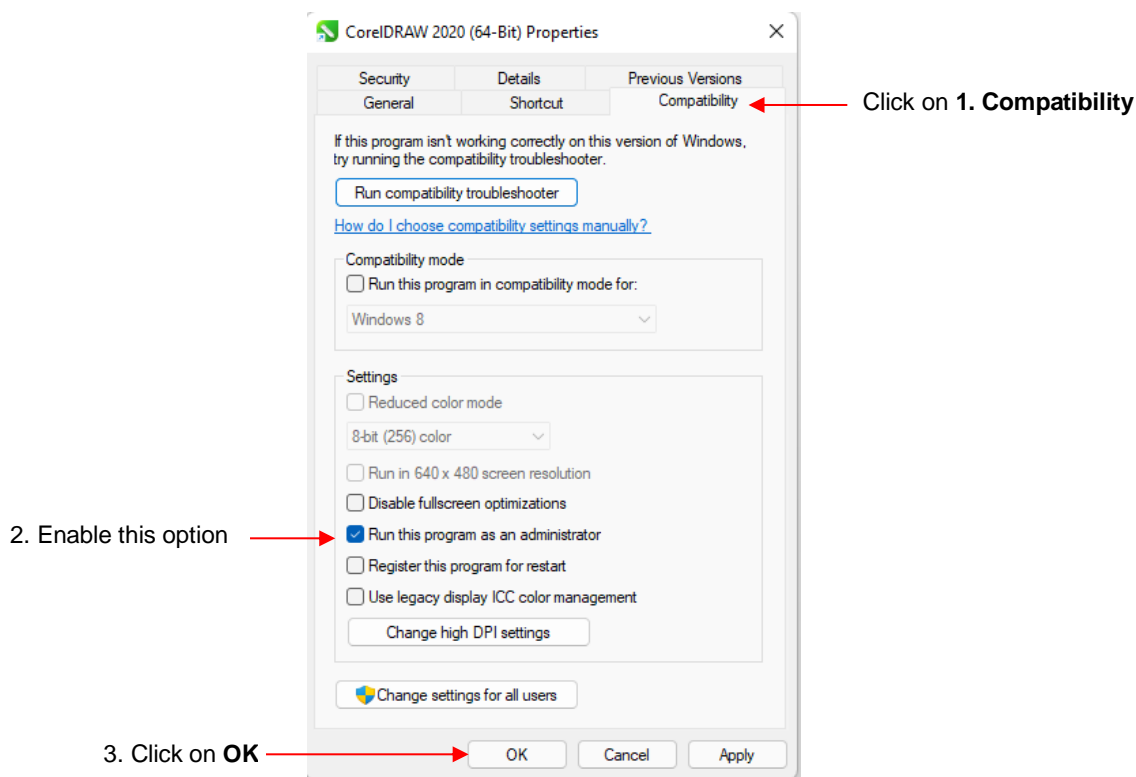 CorelDRAW 2020 (64-Bit) Properties
Security Details Previous Versions
General Shortcut Compatibility
Click on 1. Compatibility
If this program isn't working correctly on this version of Windows,
try running the compatibility troubleshooter.
Run compatibility troubleshooter
How do I choose compatibility settings manually?
Compatibility mode
Run this program in compatibility mode for:
Windows 8
Settings
Reduced color mode
8-bit (256) color
Run in 640 x 480 screen resolution
Disable fullscreen optimizations
2. Enable this option
Run this program as an administrator
Register this program for restart
Use legacy display ICC color management
Change high DPI settings
Change settings for all users
3. Click on OK
OK Cancel Apply